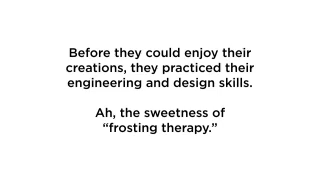 Before they could enjoy their
creations, they practiced their
engineering and design skills.
Ah, the sweetness of
“frosting therapy.”